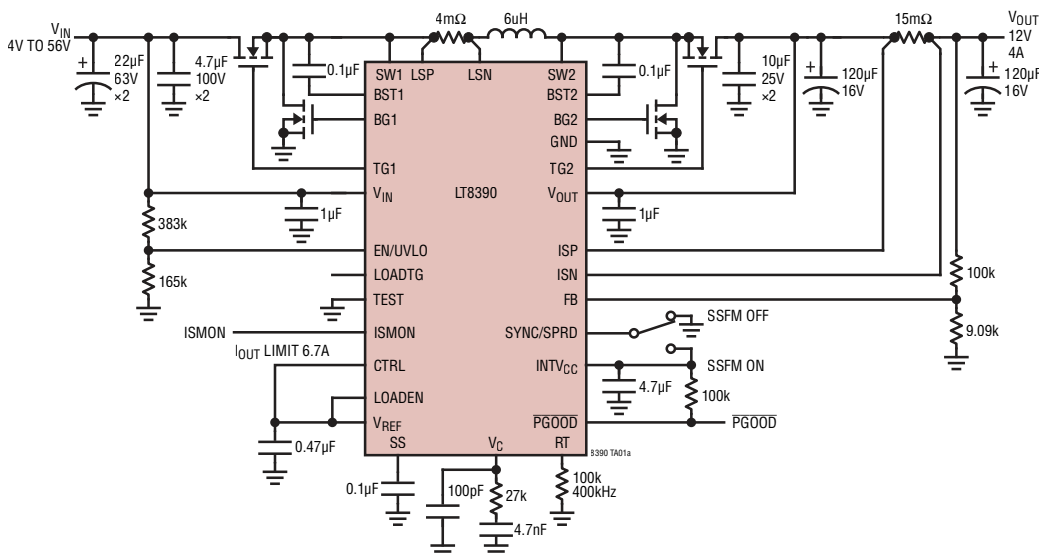 VIN
4V TO 56V
22µF
63V
×2
4.7µF
100V
×2
0.1µF
4mΩ
6uH
0.1µF
10µF
25V
×2
120µF
16V
15mΩ
VOUT
12V
4A
120µF
16V
SW1
LSP
LSN
SW2
BST1
BST2
BG1
BG2
GND
TG1
TG2
VIN
LT8390
VOUT
1µF
1µF
383k
165k
EN/UVLO
ISP
LOADTG
ISN
TEST
FB
100k
9.09k
ISMON
ISMON
SYNC/SPRD
SSFM OFF
SSFM ON
IOUT LIMIT 6.7A
CTRL
INTVCC
4.7µF
100k
LOADEN
VREF
PGOOD
PGOOD
0.47µF
SS
VC
RT
8390 TA01a
0.1µF
100pF
27k
4.7nF
100k
400kHz